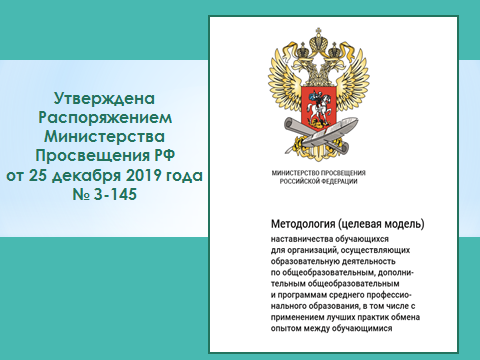 Утверждена
Распоряжением
Министерства
Просвещения РФ
от 25 декабря 2019 года
№ 3-145
МИНИСТЕРСТВО ПРОСВЕЩЕНИЯ
РОССИЙСКОЙ ФЕДЕРАЦИИ
Методология (целевая модель)
наставничества обучающихся
для организаций, осуществляющих
образовательную деятельность
по общеобразовательным, дополни-
тельным общеобразовательным
и программам среднего профессио-
нального образования, в том числе с
применением лучших практик обмена
опытом между обучающимися